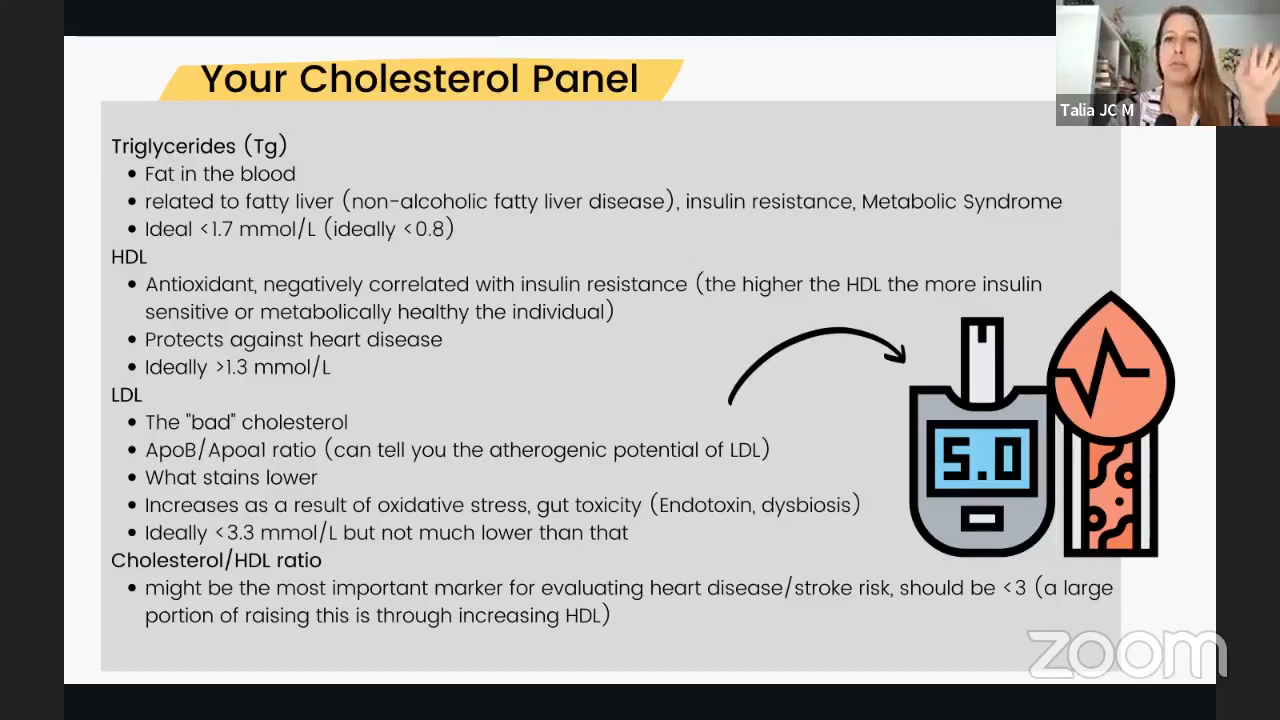 Your Cholesterol Panel
Talia JC M
Triglycerides (Tg)
• Fat in the blood
• related to fatty liver (non-alcoholic fatty liver disease), insulin resistance, Metabolic Syndrome
• Ideal <1.7 mmol/L (ideally <0.8)
HDL
• Antioxidant, negatively correlated with insulin resistance (the higher the HDL the more insulin
sensitive or metabolically healthy the individual)
• Protects against heart disease
• Ideally >1.3 mmol/L
LDL
• The "bad" cholesterol
• ApoB/Apoa1 ratio (can tell you the atherogenic potential of LDL)
• What stains lower
• Increases as a result of oxidative stress, gut toxicity (Endotoxin, dysbiosis)
• Ideally <3.3 mmol/L but not much lower than that
Cholesterol/HDL ratio
• might be the most important marker for evaluating heart disease/stroke risk, should be <3 (a large
portion of raising this is through increasing HDL)
5.0
zoom